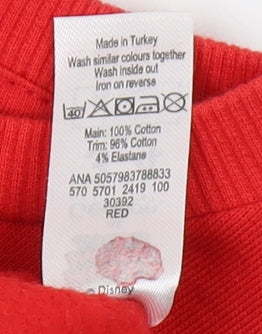 Made in Turkey
Wash similar colours together
Wash inside out
Iron on reverse
40
Main: 100% Cotton
Trim: 96% Cotton
4% Elastane
ANA 5057983788833
570 5701 2419 100
30392
RED
Disney